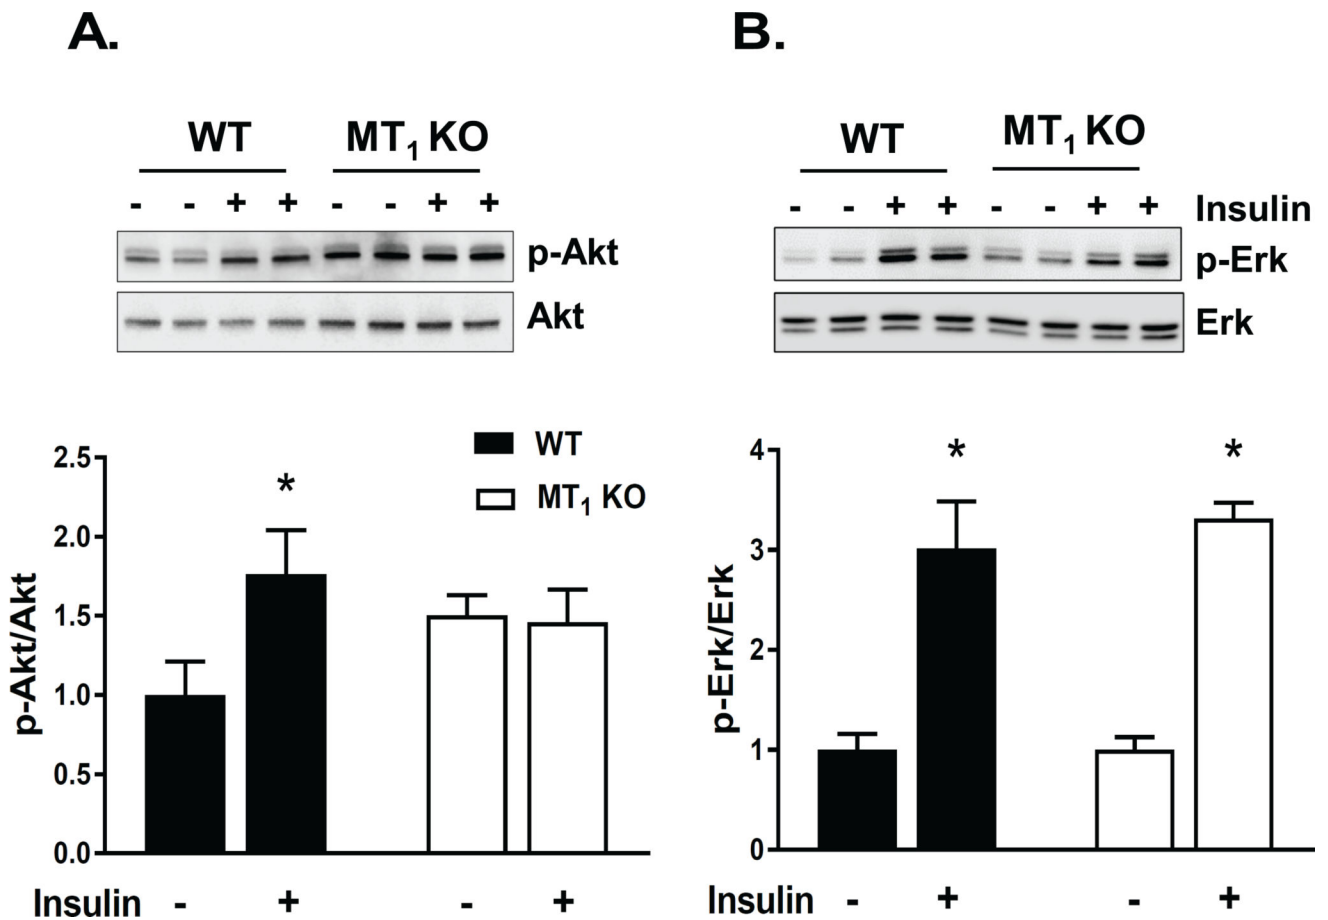 A.
WT MT₁ KO
- - + + - - + +
p-Akt
Akt
WT
MT₁ KO
p-Akt/Akt
2.5
2.0
1.5
1.0
0.5
0.0
*
Insulin - + - +
B.
WT MT₁ KO
- - + + - - + + Insulin
p-Erk
Erk
p-Erk/Erk
4
3
2
1
0
* *
Insulin - + - +